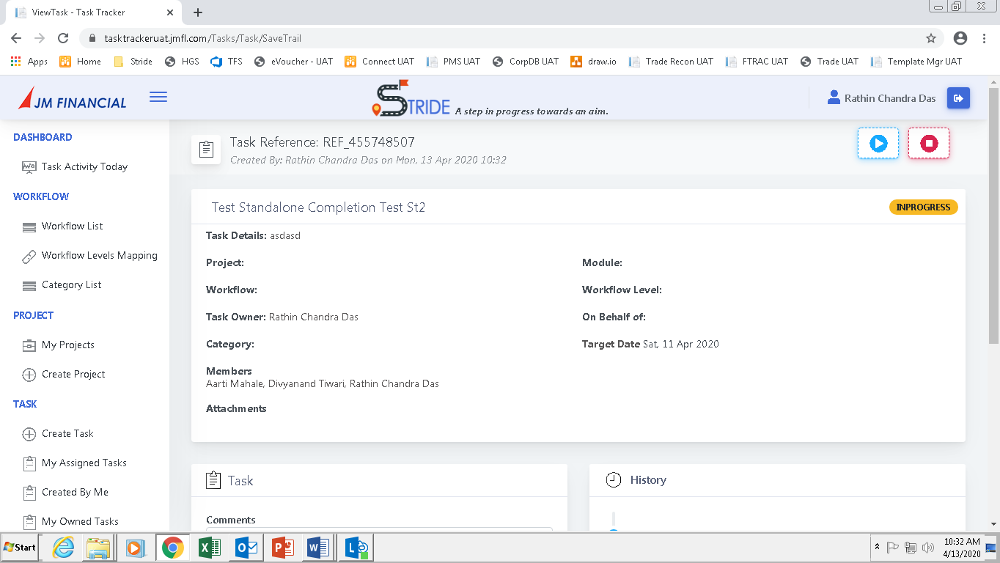 ViewTask - Task Tracker
tasktrackeruat.jmfl.com/Tasks/Task/SaveTrail
Apps Home Stride HGS TFS eVoucher - UAT Connect UAT PMS UAT CorpDB UAT draw.io Trade Recon UAT FTRAC UAT Trade UAT Template Mgr UAT
JM FINANCIAL
STRIDE A step in progress towards an aim.
Rathin Chandra Das
DASHBOARD
Task Activity Today
WORKFLOW
Workflow List
Workflow Levels Mapping
Category List
PROJECT
My Projects
Create Project
TASK
Create Task
My Assigned Tasks
Created By Me
My Owned Tasks
Task Reference: REF_455748507
Created By: Rathin Chandra Das on Mon, 13 Apr 2020 10:32
Test Standalone Completion Test St2
INPROGRESS
Task Details: asdasd
Project: Module:
Workflow: Workflow Level:
Task Owner: Rathin Chandra Das On Behalf of:
Category: Target Date Sat, 11 Apr 2020
Members
Aarti Mahale, Divyanand Tiwari, Rathin Chandra Das
Attachments
Task
Comments
History
Start
10:32 AM
4/13/2020